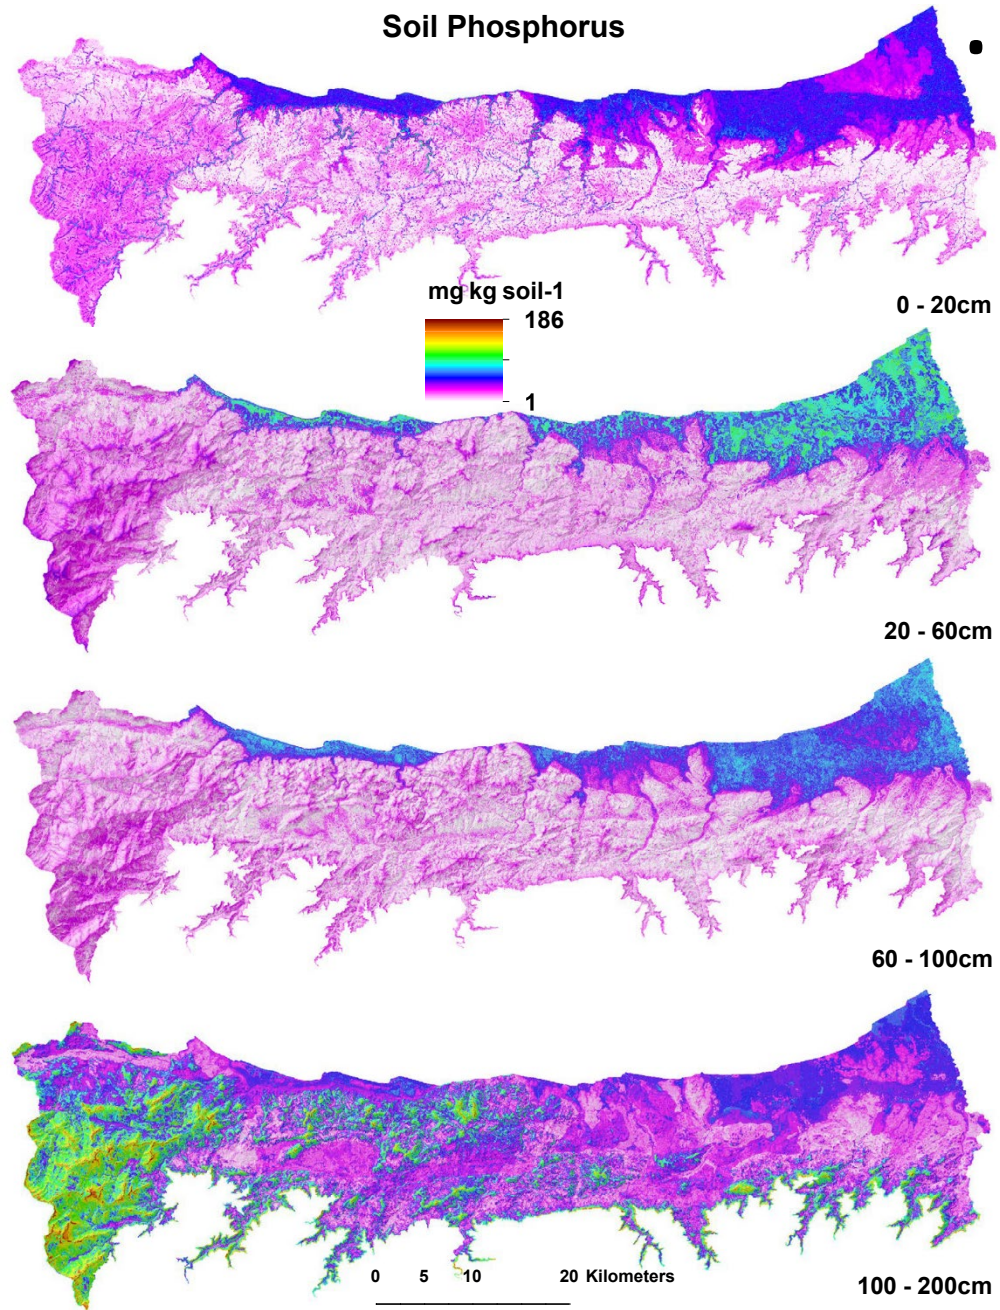 Soil Phosphorus
0 - 20cm
mg kg soil-1
186
1
20 - 60cm
60 - 100cm
0 5 10 20 Kilometers
100 - 200cm